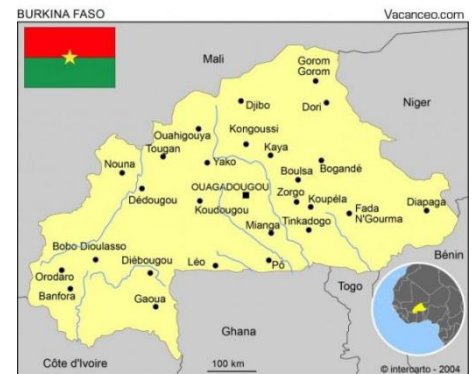 BURKINA FASO
Vacanceo.com
Mali
Gorom
Gorom
Djibo
Dori
Niger
Ouahigouya
Kongoussi
Tougan
Kaya
Nouna
Yako
Boulsa
Bogandé
OUAGADOUGOU
Zorgo
Dédougou
Koudougou
Koupéla
Fada
N'Gourma
Diapaga
Mianga
Tinkadogo
Bobo Dioulasso
Diébougou
Léo
Pô
Bénin
Orodaro
Banfora
Togo
Gaoua
Ghana
Côte d'Ivoire
100 km
© intercarto - 2004